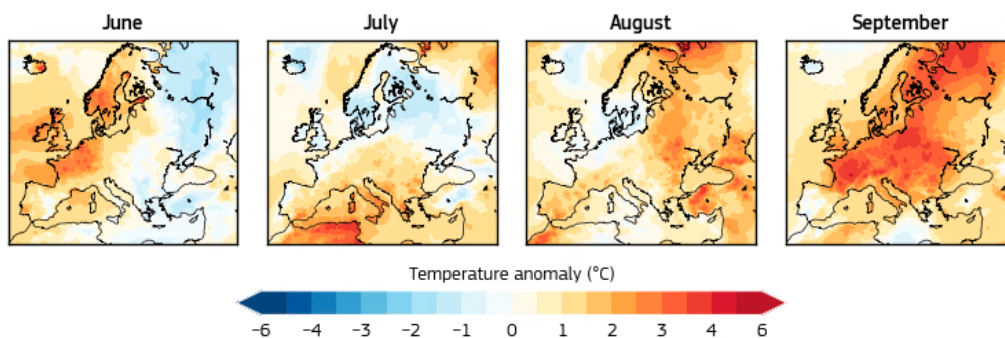 June July August September
Temperature anomaly (°C)
−6 −4 −3 −2 −1 0 1 2 3 4 6